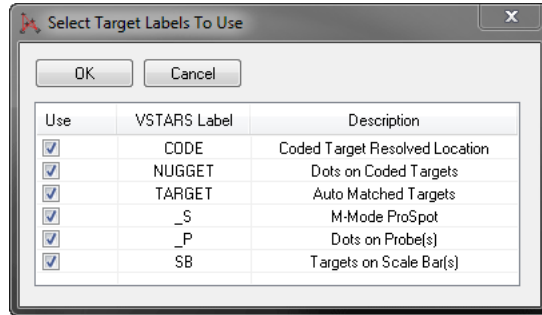 Select Target Labels To Use
X
OK Cancel
Use VSTARS Label Description
CODE Coded Target Resolved Location
NUGGET Dots on Coded Targets
TARGET Auto Matched Targets
_S M-Mode ProSpot
_P Dots on Probe(s)
SB Targets on Scale Bar(s)